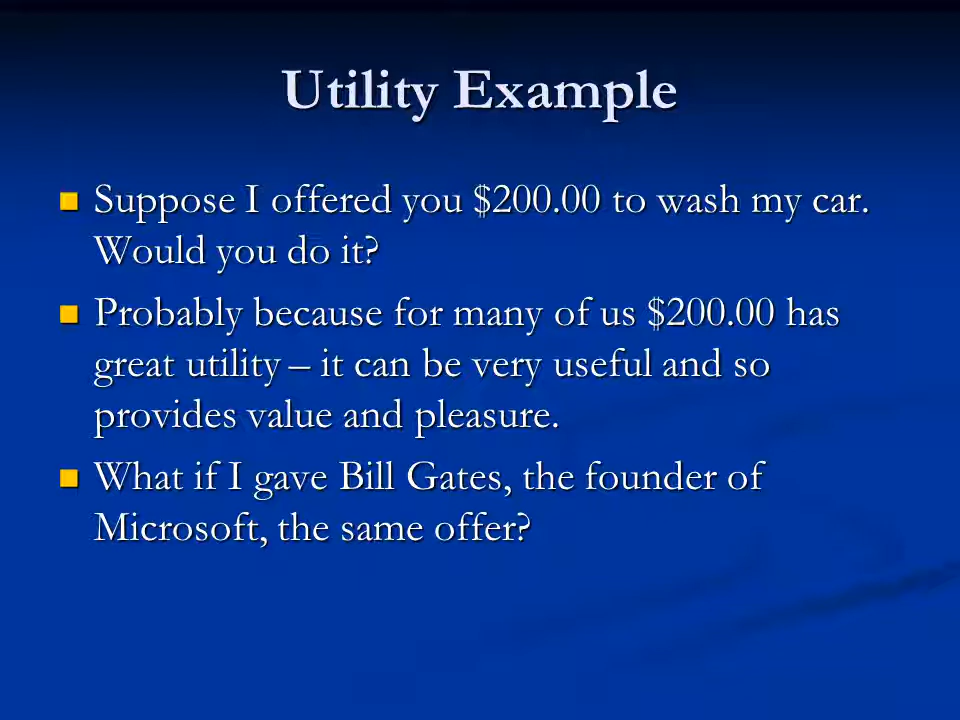 Utility Example
Suppose I offered you $200.00 to wash my car.
Would you do it?
Probably because for many of us $200.00 has
great utility – it can be very useful and so
provides value and pleasure.
What if I gave Bill Gates, the founder of
Microsoft, the same offer?